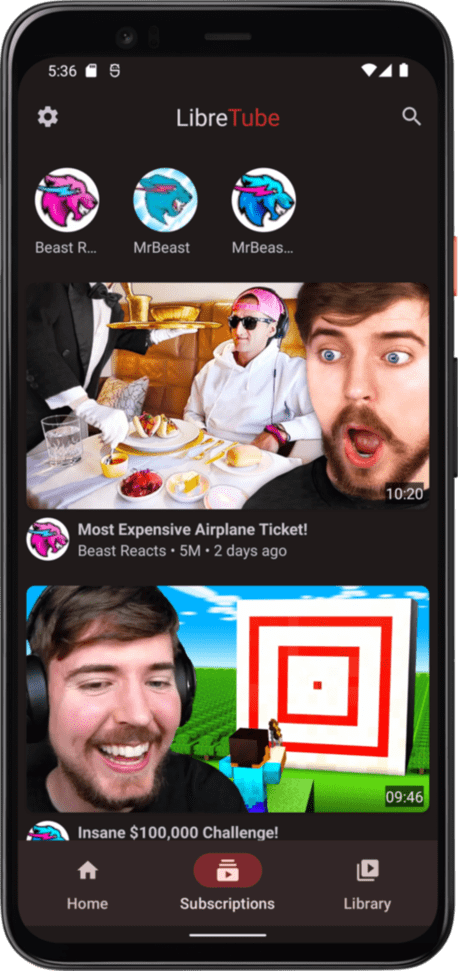 5:36
LibreTube
Beast R...
MrBeast
MrBeas...
10:20
Most Expensive Airplane Ticket!
Beast Reacts • 5M • 2 days ago
09:46
Insane $100,000 Challenge!
Home
Subscriptions
Library